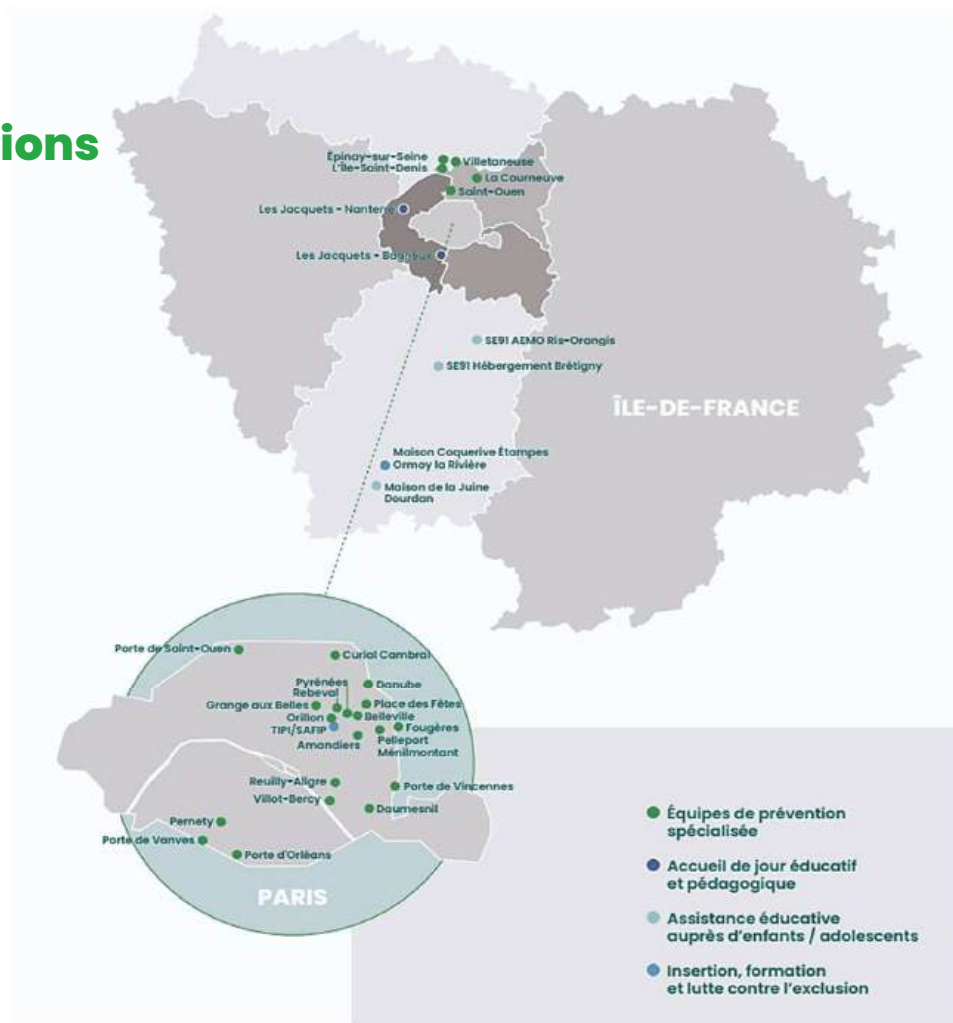 ions
Épinay-sur-Seine
Villetaneuse
L'Île-Saint-Denis
La Courneuve
Saint-Ouen
Les Jacquets - Nanterre
Les Jacquets - Bagneux
SE91 AEMO Ris-Orangis
SE91 Hébergement Brétigny
ÎLE-DE-FRANCE
Maison Coquerive Étampes
Ormoy la Rivière
Maison de la Juine
Dourdan
Porte de Saint-Ouen
Curial Cambrai
Pyrénées
Danube
Rebeval
Grange aux Belles
Place des Fêtes
Orillon
Belleville
TIPI/SAFIP
Fougères
Amandiers
Pelleport
Ménilmontant
Reuilly-Aligre
Porte de Vincennes
Villot-Bercy
Daumesnil
Pernety
Porte de Vanves
Porte d'Orléans
PARIS
Équipes de prévention
spécialisée
Accueil de jour éducatif
et pédagogique
Assistance éducative
auprès d'enfants / adolescents
Insertion, formation
et lutte contre l'exclusion